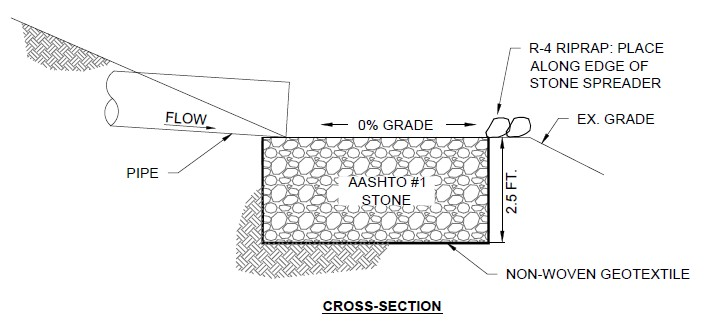 R-4 RIPRAP: PLACE
ALONG EDGE OF
STONE SPREADER
FLOW
0% GRADE
EX. GRADE
PIPE
AASHTO #1
STONE
2.5 FT.
NON-WOVEN GEOTEXTILE
CROSS-SECTION